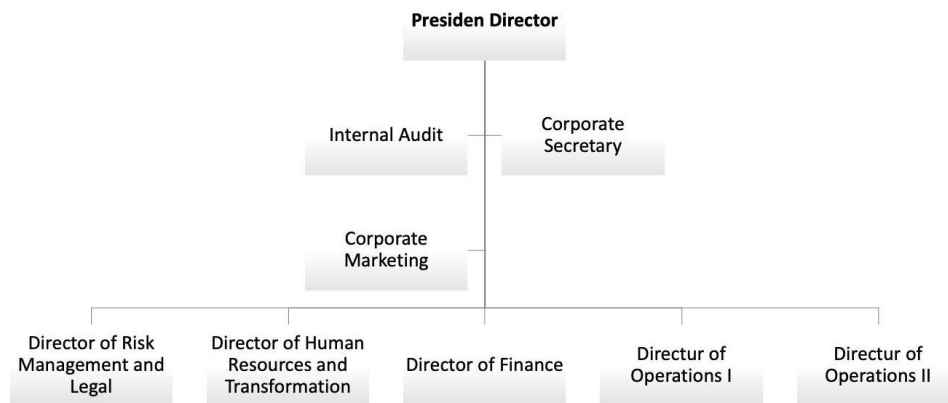 Presiden Director
Internal Audit
Corporate
Secretary
Corporate
Marketing
Director of Risk
Management and
Legal
Director of Human
Resources and
Transformation
Director of Finance
Directur of
Operations I
Directur of
Operations II